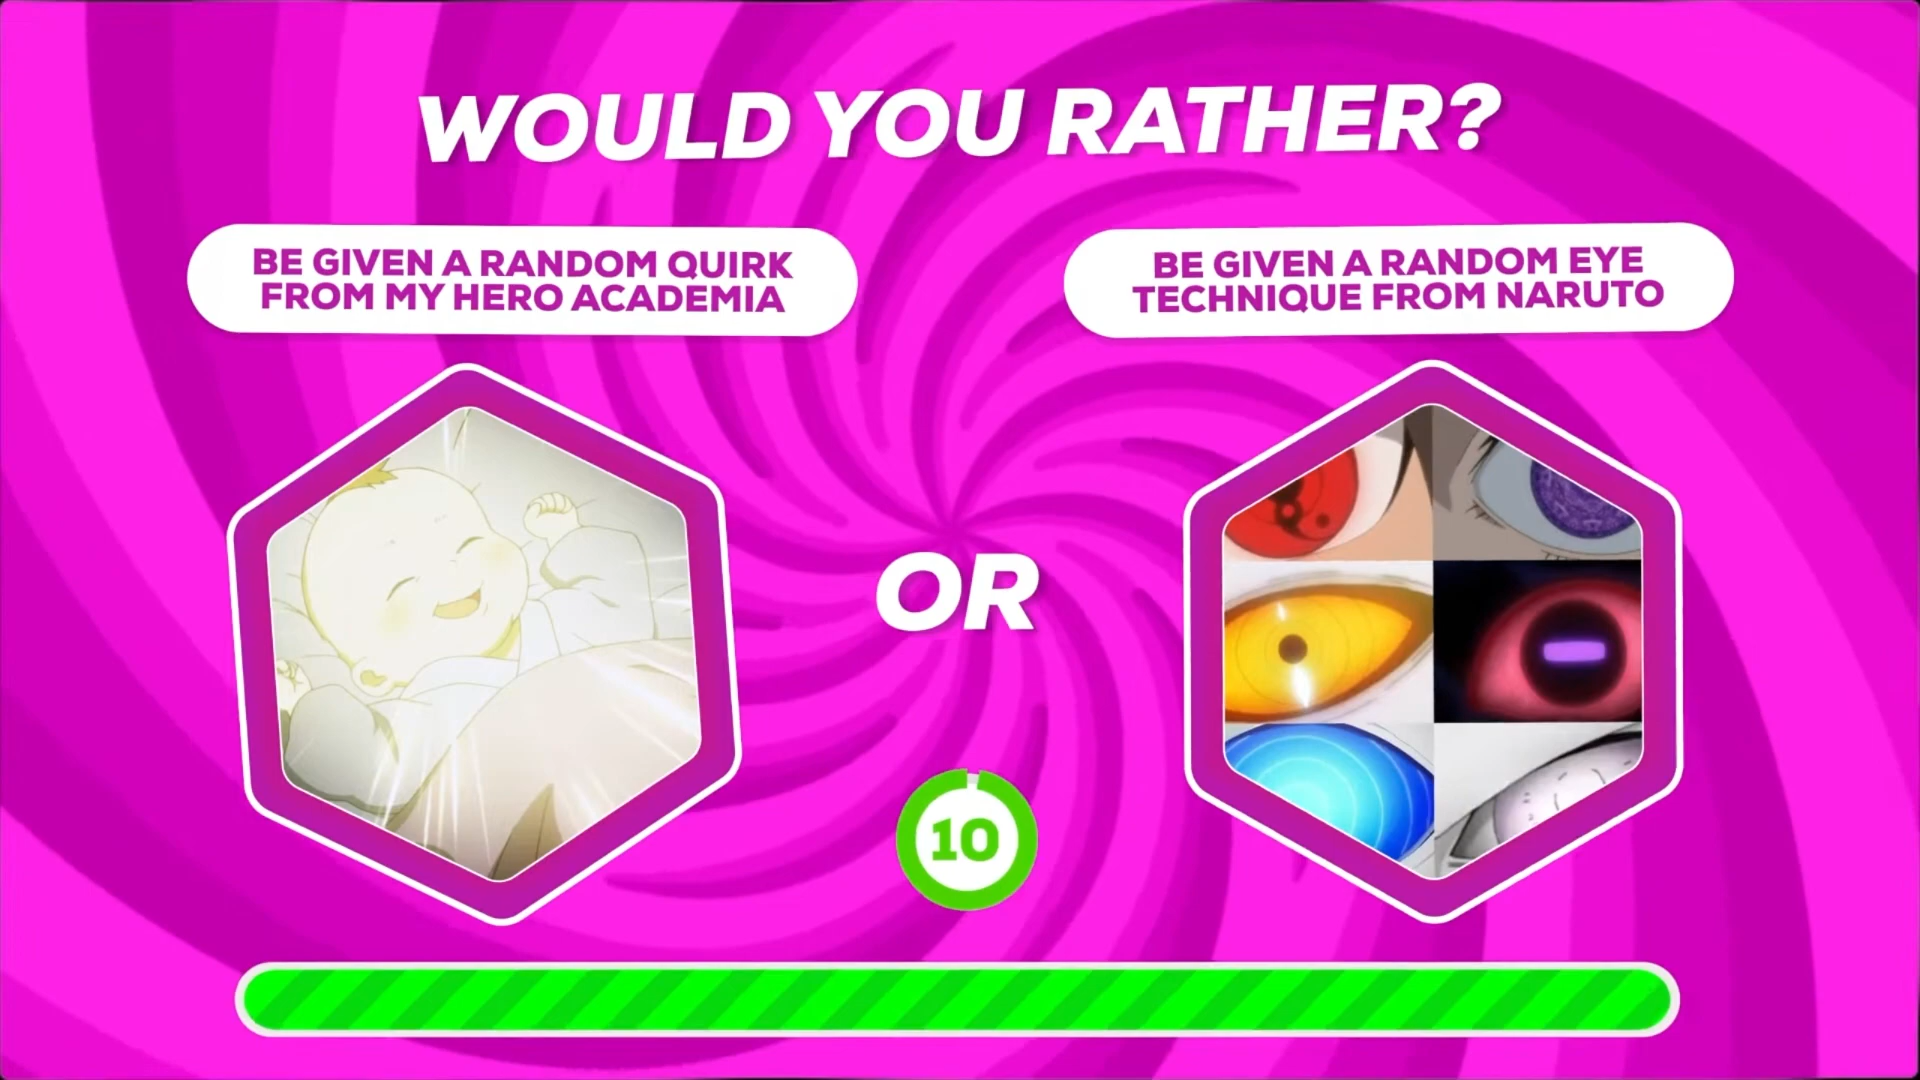 WOULD YOU RATHER?
BE GIVEN A RANDOM QUIRK
FROM MY HERO ACADEMIA
BE GIVEN A RANDOM EYE
TECHNIQUE FROM NARUTO
OR
10